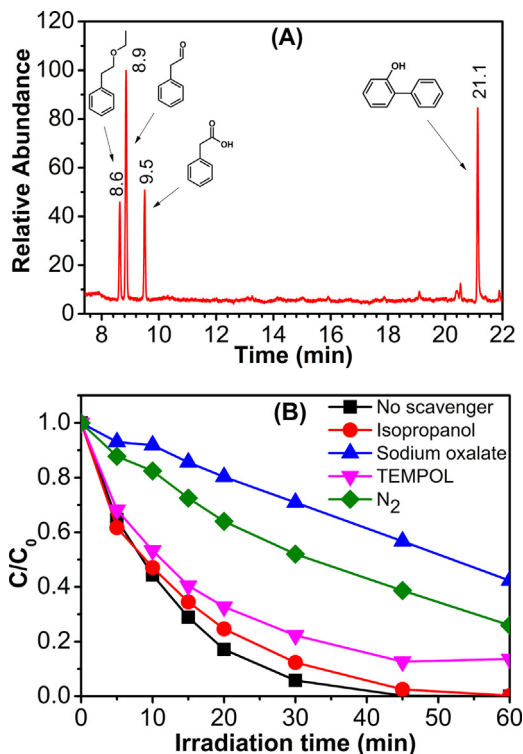 (A)
120
100
80
60
40
20
0
Relative Abundance
O
8.9
O
8.6
9.5
O
OH
OH
21.1
8 10 12 14 16 18 20 22
Time (min)
(B)
No scavenger
Isopropanol
Sodium oxalate
TEMPOL
N2
1.0
0.8
0.6
0.4
0.2
0.0
C/C0
0 10 20 30 40 50 60
Irradiation time (min)